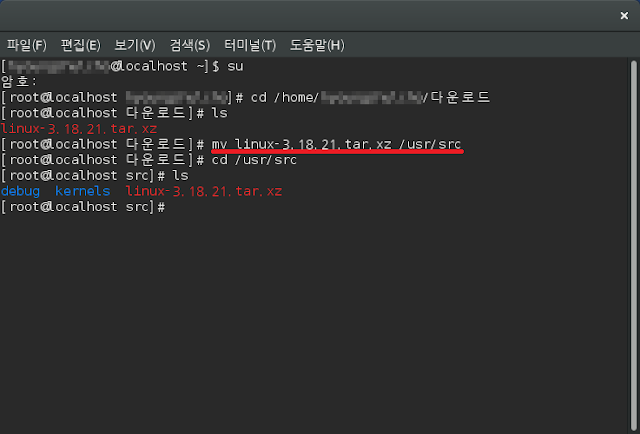 파일(F) 편집(E) 보기(V) 검색(S) 터미널(T) 도움말(H)
[@localhost ~]$ su
암호:
[root@localhost ]# cd /home//다운로드
[root@localhost 다운로드]# ls
linux-3.18.21.tar.xz
[root@localhost 다운로드]# mv linux-3.18.21.tar.xz /usr/src
[root@localhost 다운로드]# cd /usr/src
[root@localhost src]# ls
debug kernels linux-3.18.21.tar.xz
[root@localhost src]#